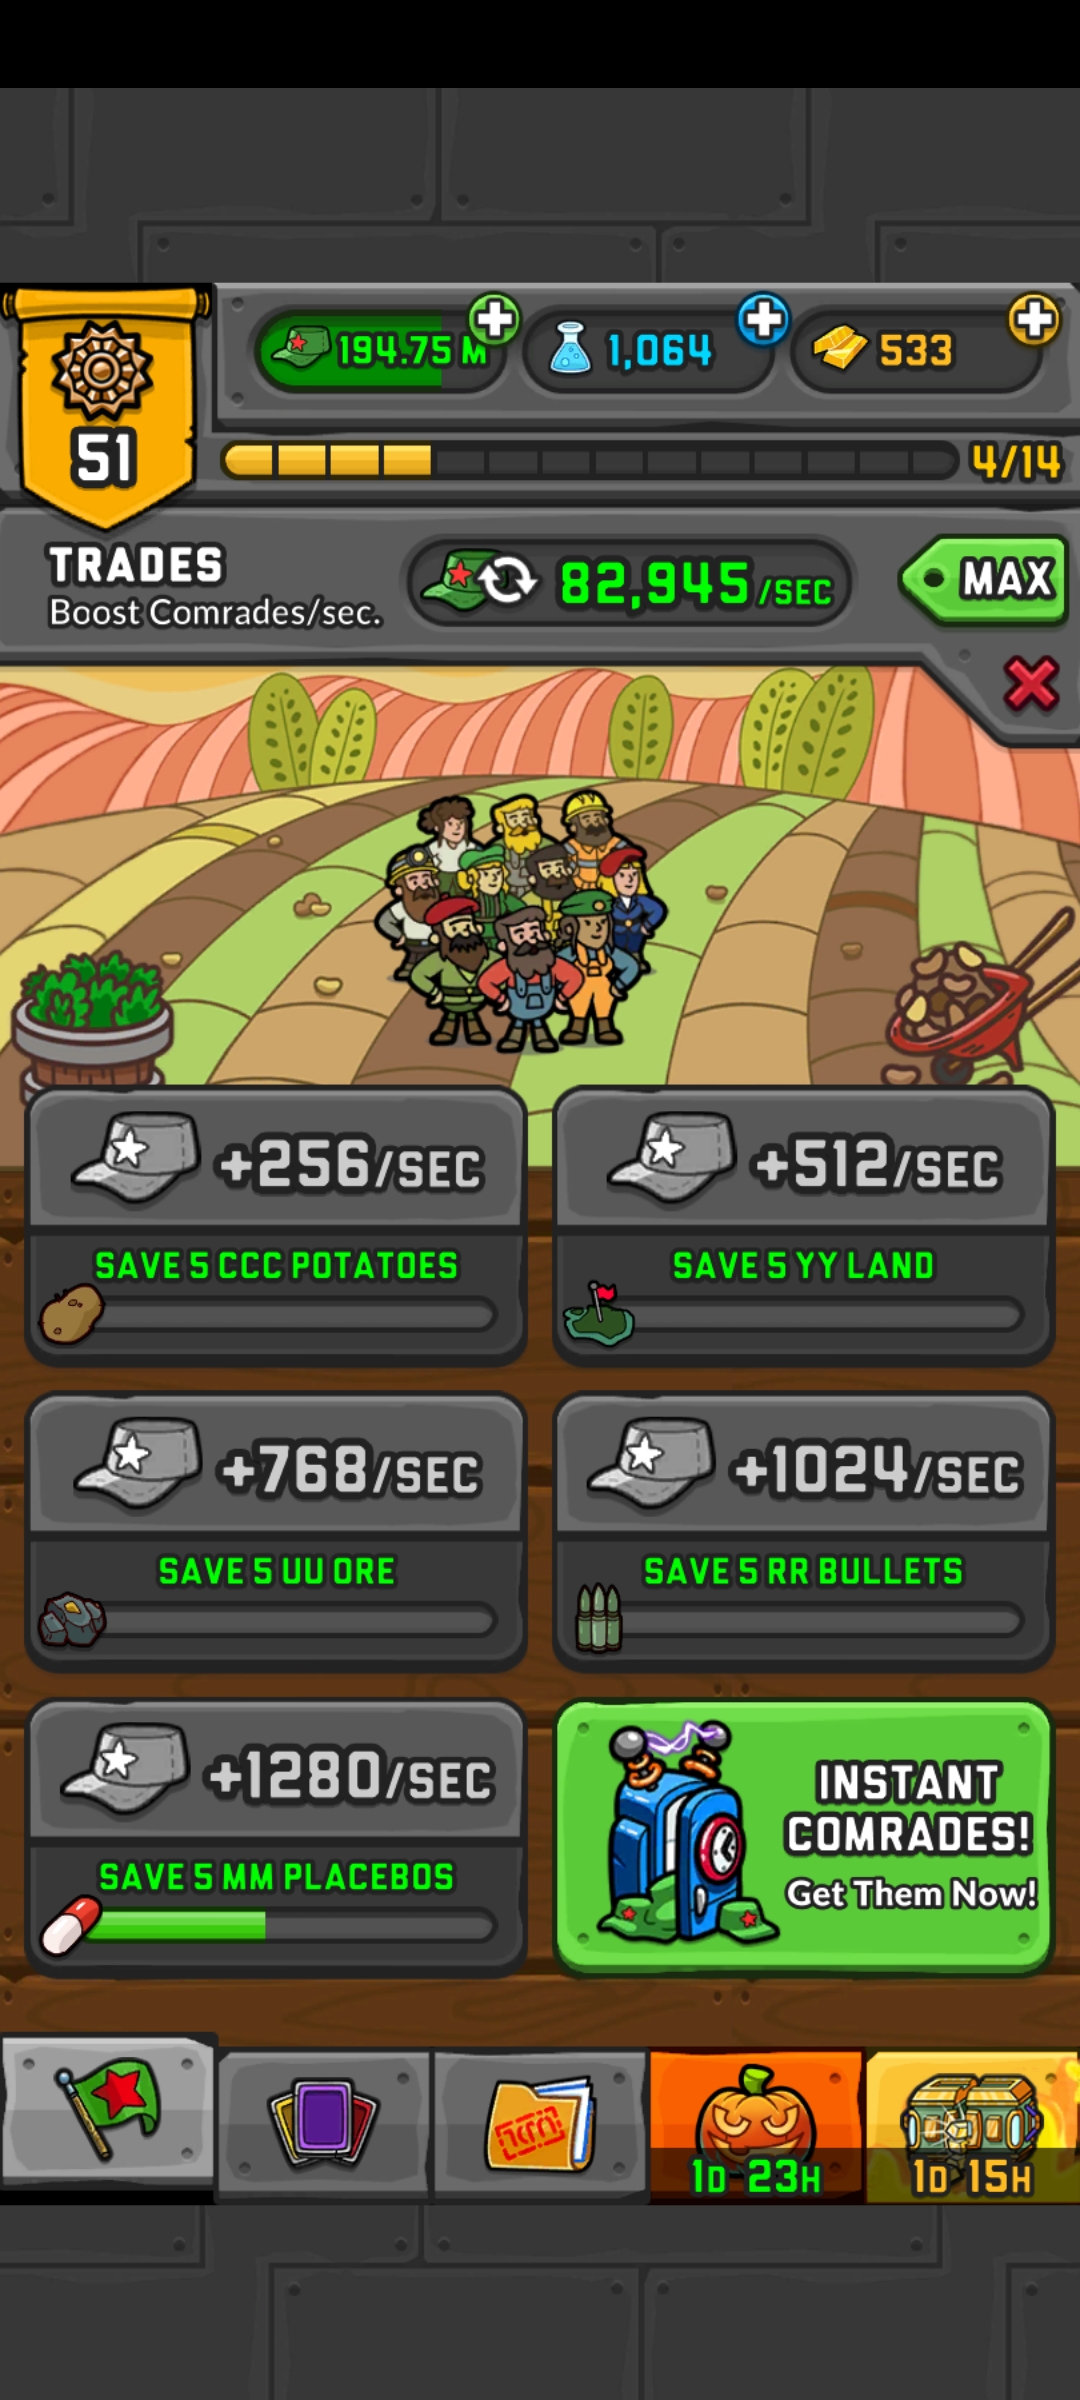 194.75 M
1,064
533
51
4/14
TRADES
Boost Comrades/sec.
82,945/SEC
MAX
+256/SEC
+512/SEC
SAVE 5 CCC POTATOES
SAVE 5 YY LAND
+768/SEC
+1024/SEC
SAVE 5 UU ORE
SAVE 5 RR BULLETS
+1280/SEC
INSTANT
COMRADES!
Get Them Now!
SAVE 5 MM PLACEBOS
1D 23H
1D 15H